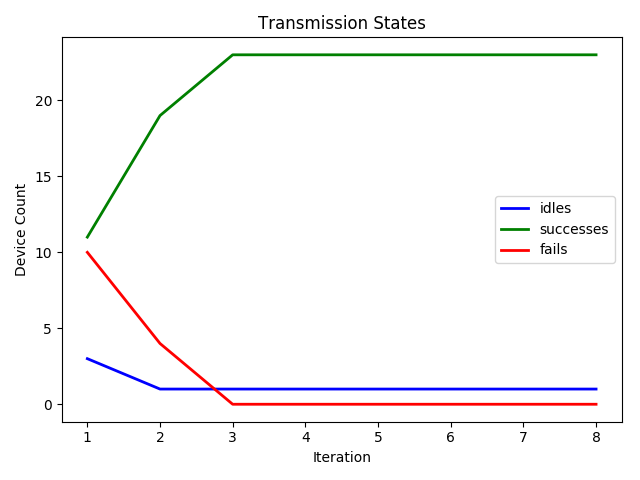 Transmission States
Device Count
20
15
10
5
0
idles
successes
fails
1 2 3 4 5 6 7 8
Iteration